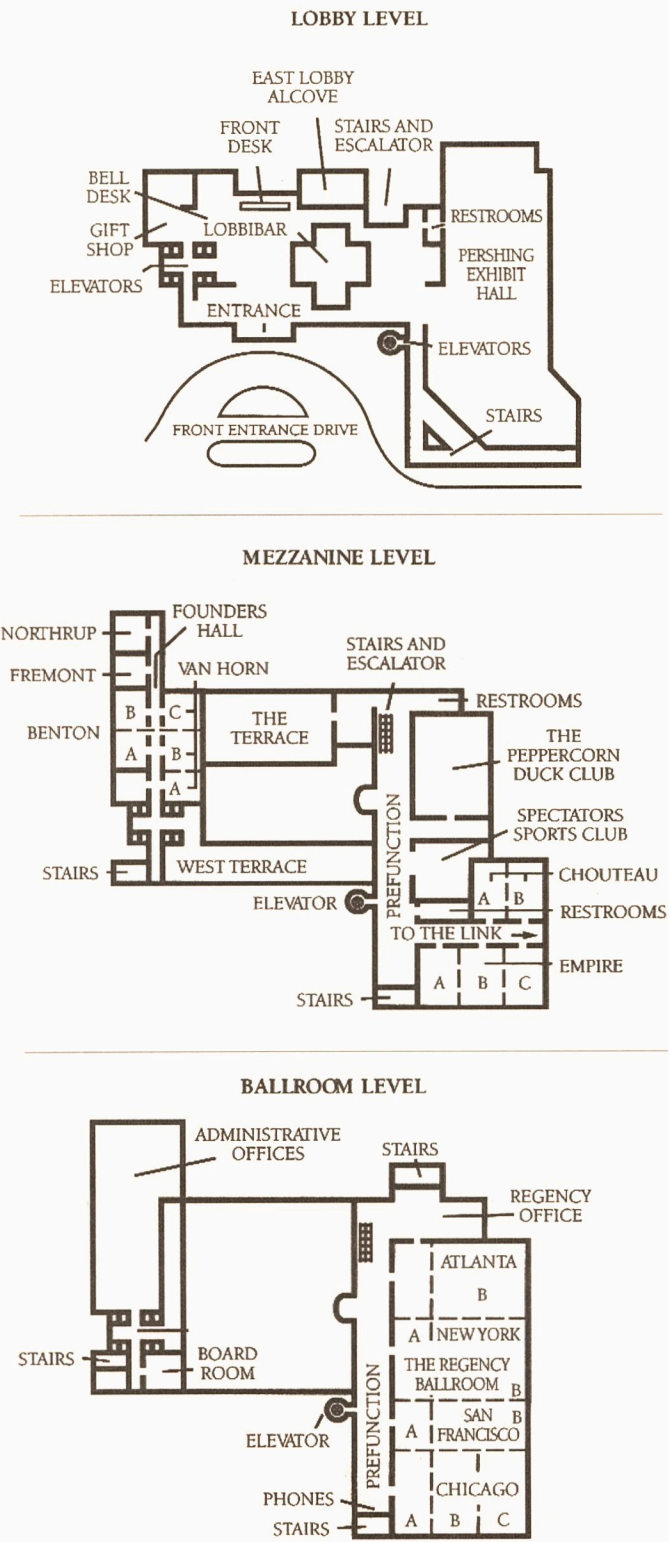 LOBBY LEVEL
EAST LOBBY
ALCOVE
FRONT
DESK
STAIRS AND
ESCALATOR
BELL
DESK
GIFT
SHOP
LOBBIBAR
RESTROOMS
PERSHING
EXHIBIT
HALL
ELEVATORS
ENTRANCE
ELEVATORS
STAIRS
FRONT ENTRANCE DRIVE
MEZZANINE LEVEL
FOUNDERS
HALL
NORTHRUP
STAIRS AND
ESCALATOR
VAN HORN
FREMONT
RESTROOMS
B
C
THE
TERRACE
BENTON
THE
PEPPERCORN
DUCK CLUB
A
B
A
SPECTATORS
SPORTS CLUB
PREFUNCTION
WEST TERRACE
STAIRS
CHOUTEAU
A
B
ELEVATOR
RESTROOMS
TO THE LINK
EMPIRE
A
B
C
STAIRS
BALLROOM LEVEL
ADMINISTRATIVE
OFFICES
STAIRS
REGENCY
OFFICE
ATLANTA
B
A
NEW YORK
STAIRS
BOARD
ROOM
THE REGENCY
BALLROOM
B
PREFUNCTION
A
SAN
FRANCISCO
B
ELEVATOR
CHICAGO
PHONES
A
B
C
STAIRS